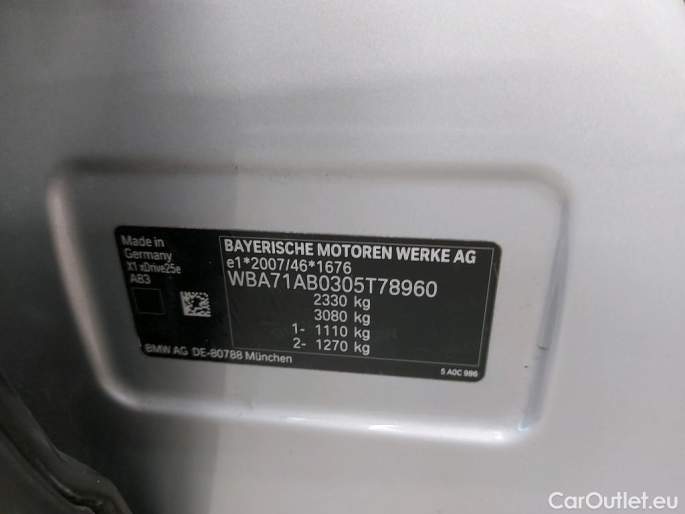 Made in
Germany
X1 xDrive25e
A83
BAYERISCHE MOTOREN WERKE AG
e1*2007/46*1676
WBA71AB0305T78960
2330 kg
3080 kg
1- 1110 kg
2- 1270 kg
BMW AG DE-80788 München
5 A0C 986
CarOutlet.eu